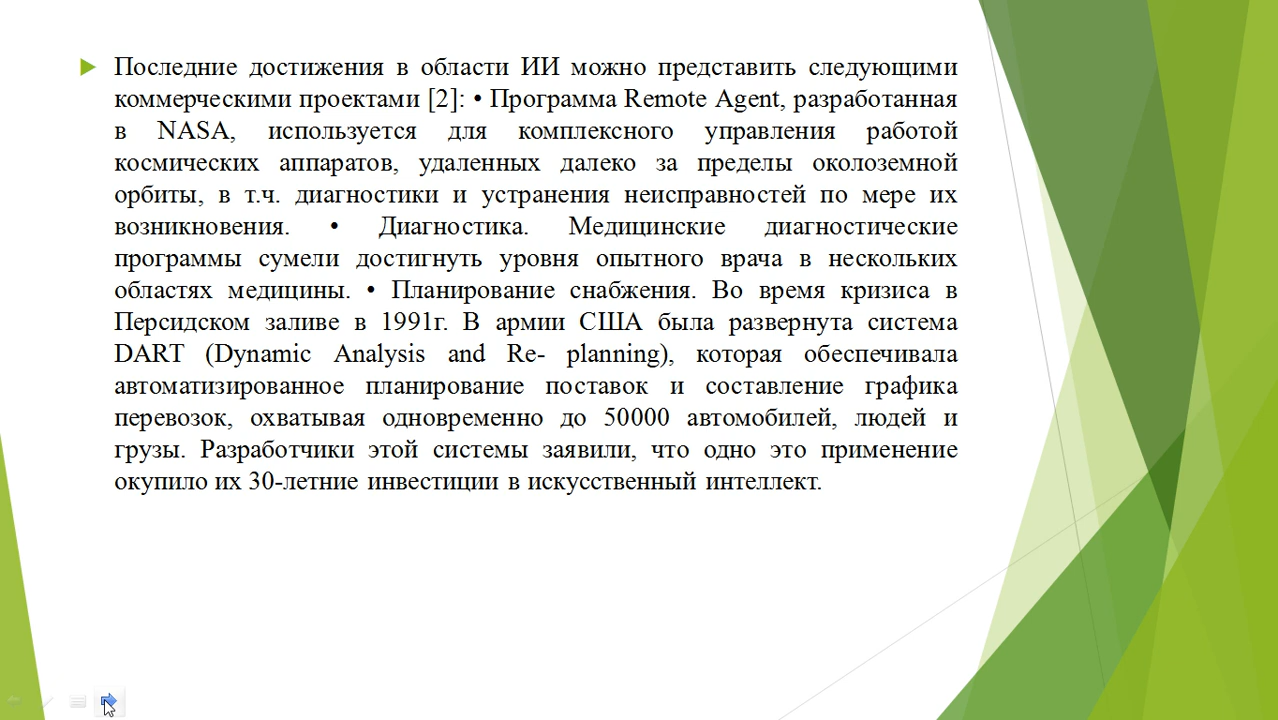 Последние достижения в области ИИ можно представить следующими
коммерческими проектами [2]: • Программа Remote Agent, разработанная
в NASA, используется для комплексного управления работой
космических аппаратов, удаленных далеко за пределы околоземной
орбиты, в т.ч. диагностики и устранения неисправностей по мере их
возникновения. • Диагностика. Медицинские диагностические
программы сумели достигнуть уровня опытного врача в нескольких
областях медицины. • Планирование снабжения. Во время кризиса в
Персидском заливе в 1991г. В армии США была развернута система
DART (Dynamic Analysis and Re- planning), которая обеспечивала
автоматизированное планирование поставок и составление графика
перевозок, охватывая одновременно до 50000 автомобилей, людей и
грузы. Разработчики этой системы заявили, что одно это применение
окупило их 30-летние инвестиции в искусственный интеллект.